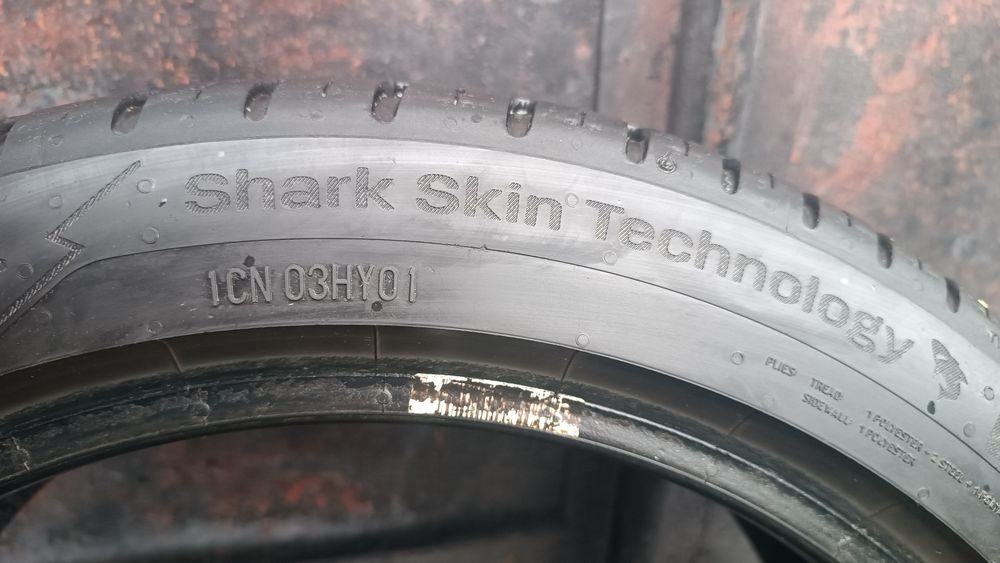 Shark Skin Technology
1CN 03HY01
PLIES: TREAD: 1 POLYESTER + 2 STEEL +
SIDEWALL: 1 POLYESTER